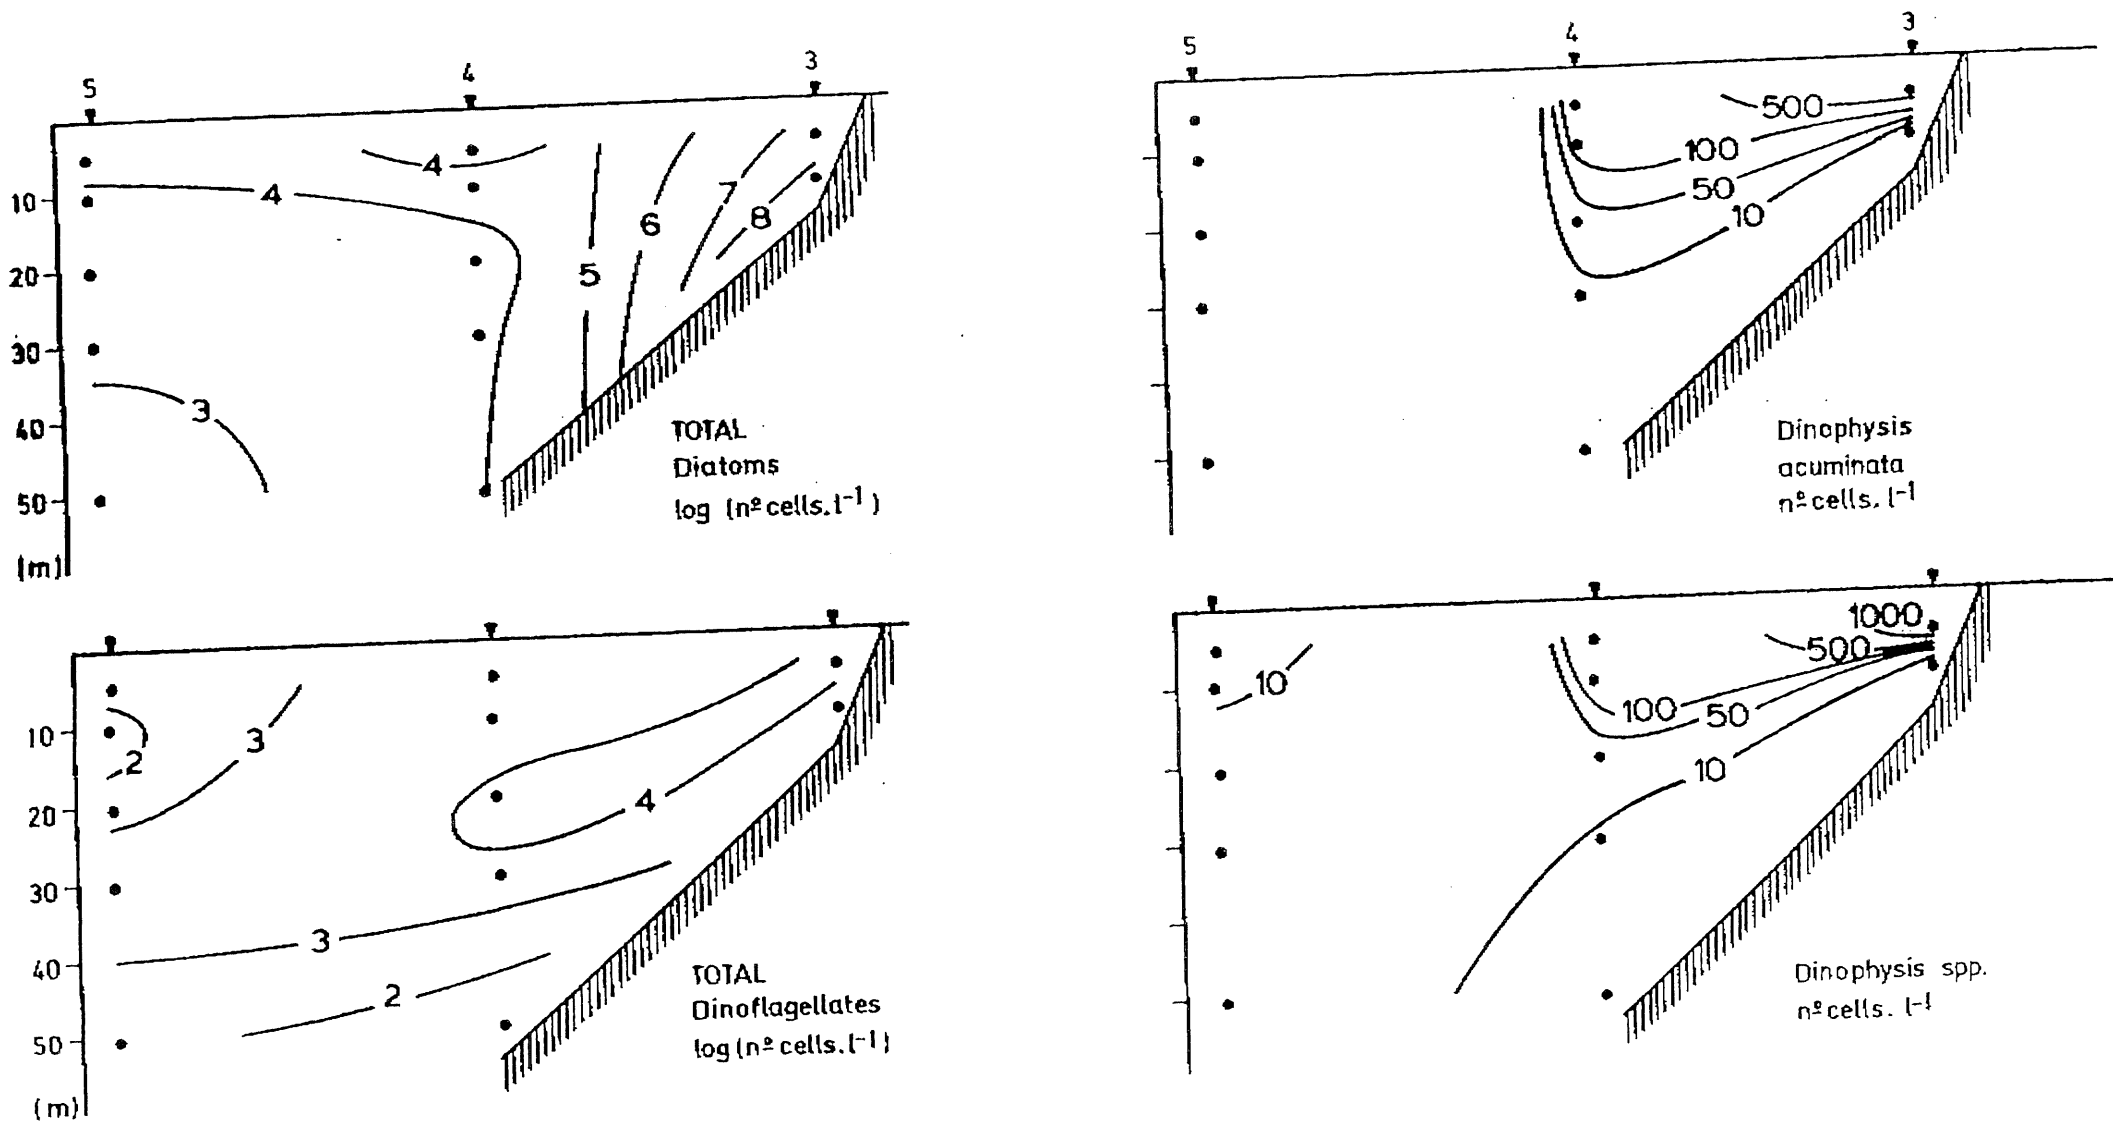 5 4 3
4
4
7
6
8
5
3
10
20
30
40
50
(m)
TOTAL
Diatoms
log (nº cells.l⁻¹)
5 4 3
500
100
50
10
Dinophysis
acuminata
nº cells. l⁻¹
3
2
4
3
2
10
20
30
40
50
(m)
TOTAL
Dinoflagellates
log (nº cells.l⁻¹)
1000
500
10
100 50
10
Dinophysis spp.
nº cells. l⁻¹